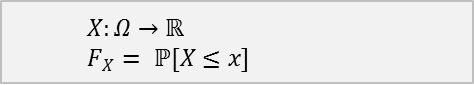 X: Ω → ℝ
F_X = ℙ[X ≤ x]